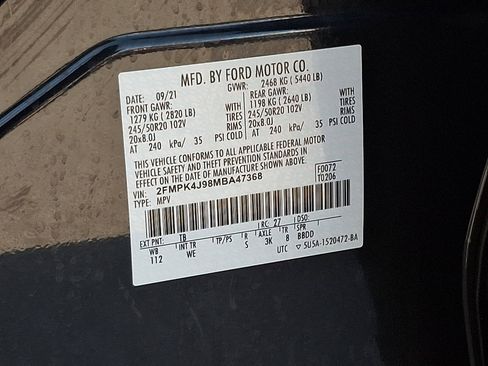 MFD. BY FORD MOTOR CO.
DATE: 09/21 GVWR: 2468 KG (5440 LB)
FRONT GAWR: REAR GAWR:
1279 KG (2820 LB) WITH 1198 KG (2640 LB) WITH
245/50R20 102V TIRES 245/50R20 102V TIRES
20x8.0J RIMS 20x8.0J RIMS
AT 240 kPa/ 35 PSI COLD AT 240 kPa/ 35 PSI COLD
THIS VEHICLE CONFORMS TO ALL APPLICABLE FEDERAL MOTOR
VEHICLE SAFETY AND THEFT PREVENTION STANDARDS IN EFFECT
ON THE DATE OF MANUFACTURE SHOWN ABOVE.
VIN: 2FMPK4J98MBA47368 F0072
TYPE: MPV T0206
EXT PNT: TB RC: 27 DSO:
WB INT TR TP/PS R AXLE TR SPR
112 WE S 3K 8 BBDD
UTC 5U5A-1520472-BA